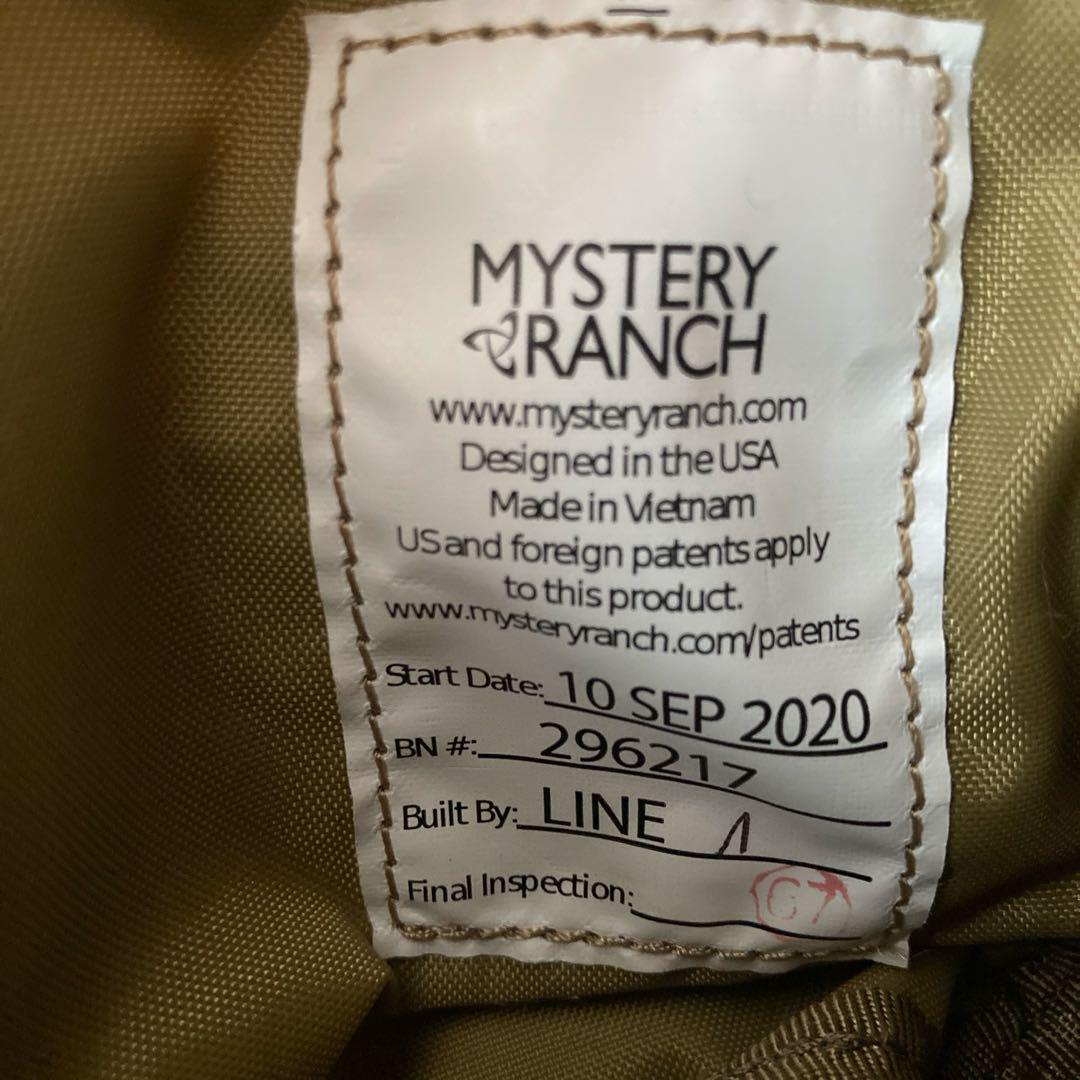 MYSTERY
RANCH
www.mysteryranch.com
Designed in the USA
Made in Vietnam
US and foreign patents apply
to this product.
www.mysteryranch.com/patents
Start Date: 10 SEP 2020
BN #: 296217
Built By: LINE 1
Final Inspection: